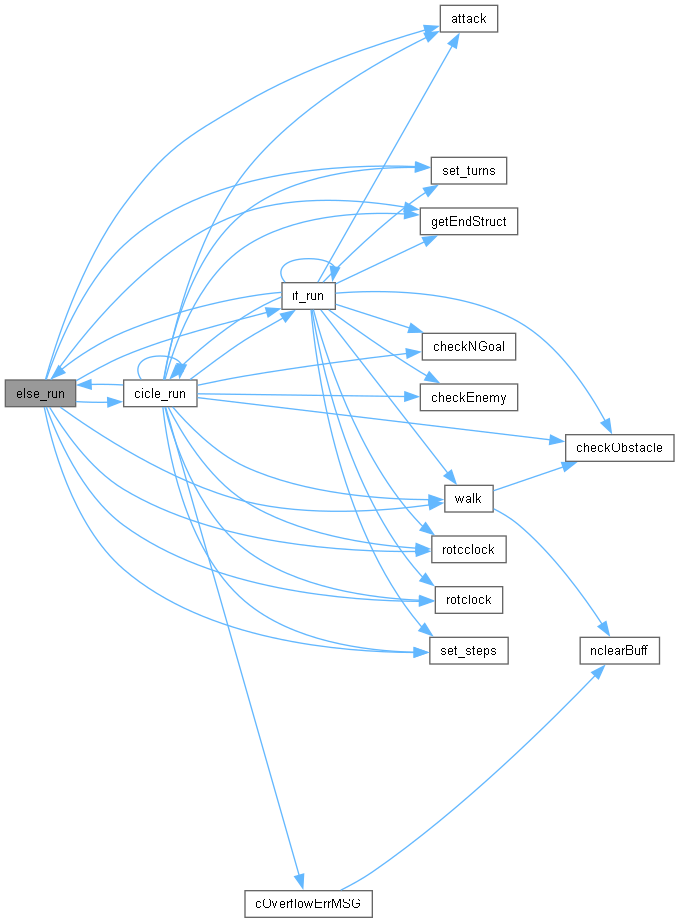 attack
set_turns
getEndStruct
if_run
checkNGoal
else_run
cicle_run
checkEnemy
checkObstacle
walk
rotcclock
rotclock
set_steps
nclearBuff
cOverflowErrMSG